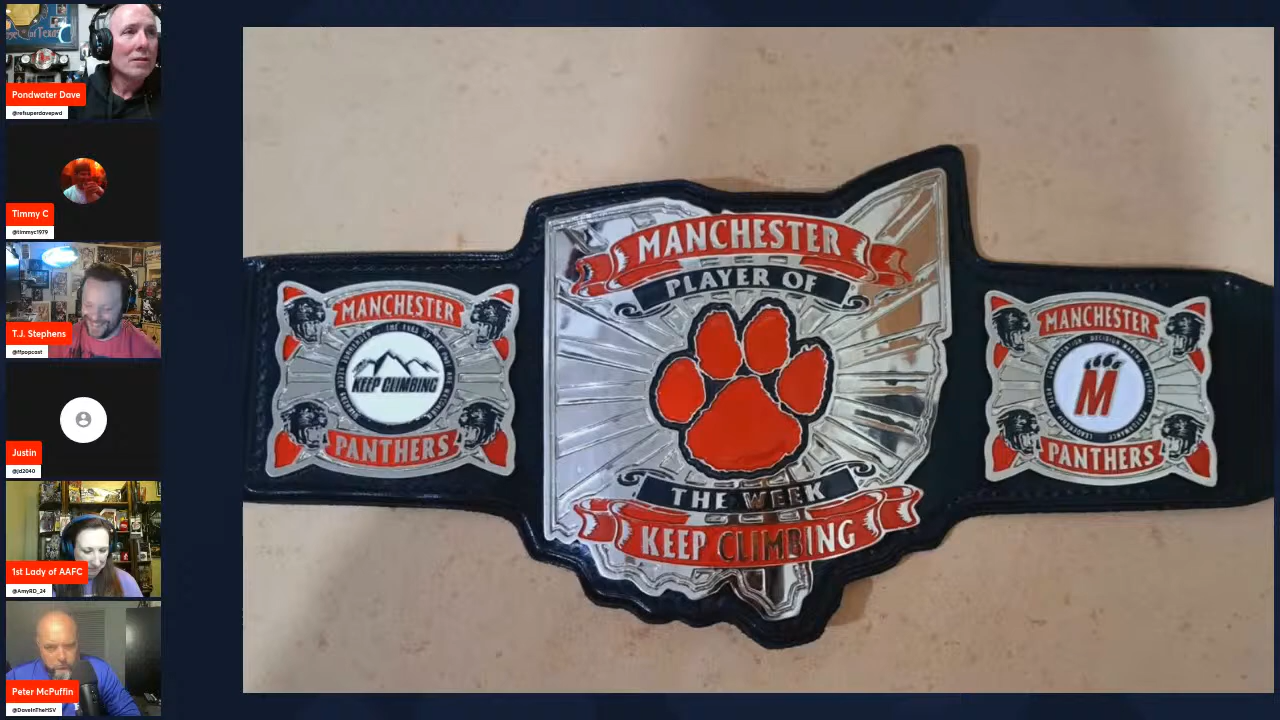 Pondwater Dave
@refsuperdavepwd
Timmy C
@timmyc1979
T.J. Stephens
@ffpopcast
Justin
@jd2040
1st Lady of AAFC
@AmyRD_24
Peter McPuffin
@DaveInTheHSV
MANCHESTER
KEEP CLIMBING
PANTHERS
MANCHESTER
PLAYER OF
THE WEEK
KEEP CLIMBING
MANCHESTER
M
PANTHERS